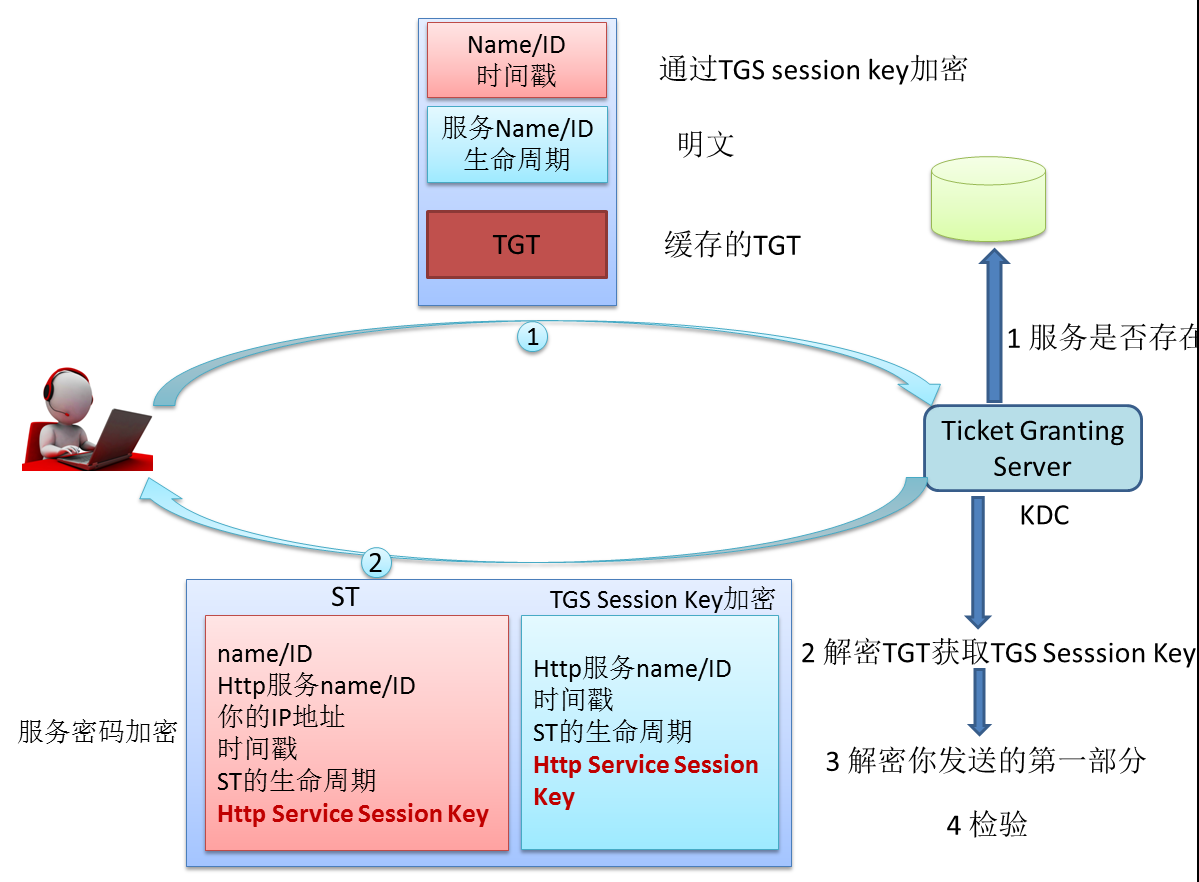 Name/ID
时间戳
通过TGS session key加密
服务Name/ID
生命周期
明文
TGT
缓存的TGT
1
1 服务是否存在
Ticket Granting
Server
KDC
2
ST
TGS Session Key加密
name/ID
Http服务name/ID
你的IP地址
时间戳
ST的生命周期
Http Service Session Key
Http服务name/ID
时间戳
ST的生命周期
Http Service Session
Key
服务密码加密
2 解密TGT获取TGS Sesssion Key
3 解密你发送的第一部分
4 检验